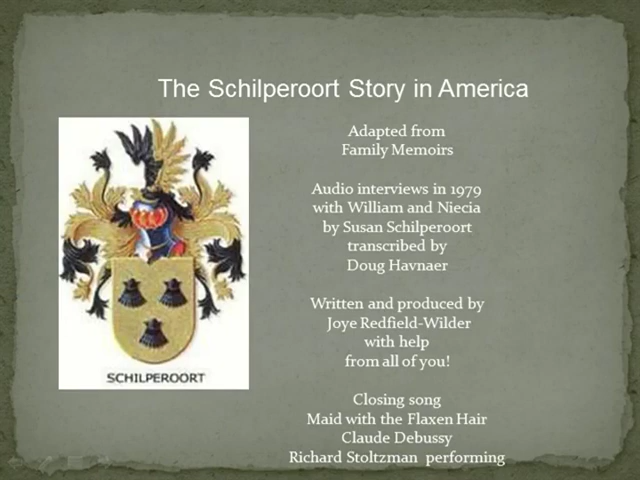 The Schilperoort Story in America
Adapted from
Family Memoirs
Audio interviews in 1979
with William and Niecia
by Susan Schilperoort
transcribed by
Doug Havnaer
Written and produced by
Joye Redfield-Wilder
with help
from all of you!
Closing song
Maid with the Flaxen Hair
Claude Debussy
Richard Stoltzman performing
SCHILPEROORT